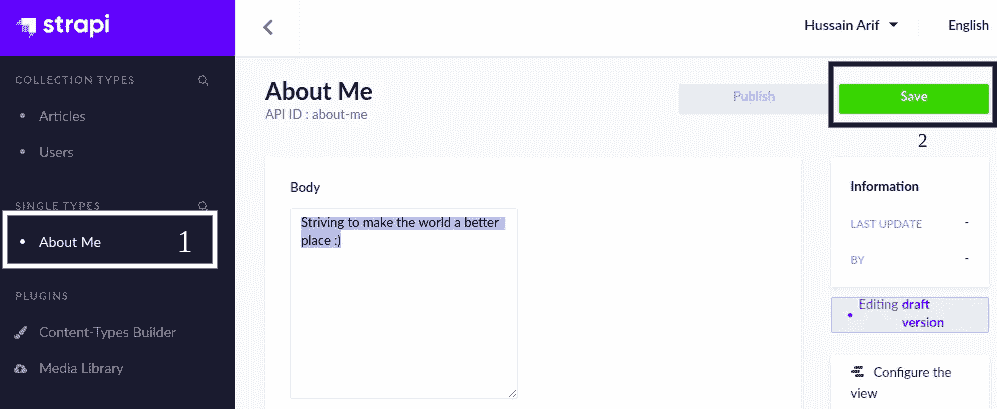 strapi
Hussain Arif
English
COLLECTION TYPES
Articles
Users
SINGLE TYPES
About Me
1
PLUGINS
Content-Types Builder
Media Library
About Me
API ID : about-me
Publish
Save
2
Body
Striving to make the world a better
place :)
Information
LAST UPDATE -
BY -
Editing draft
version
Configure the
view